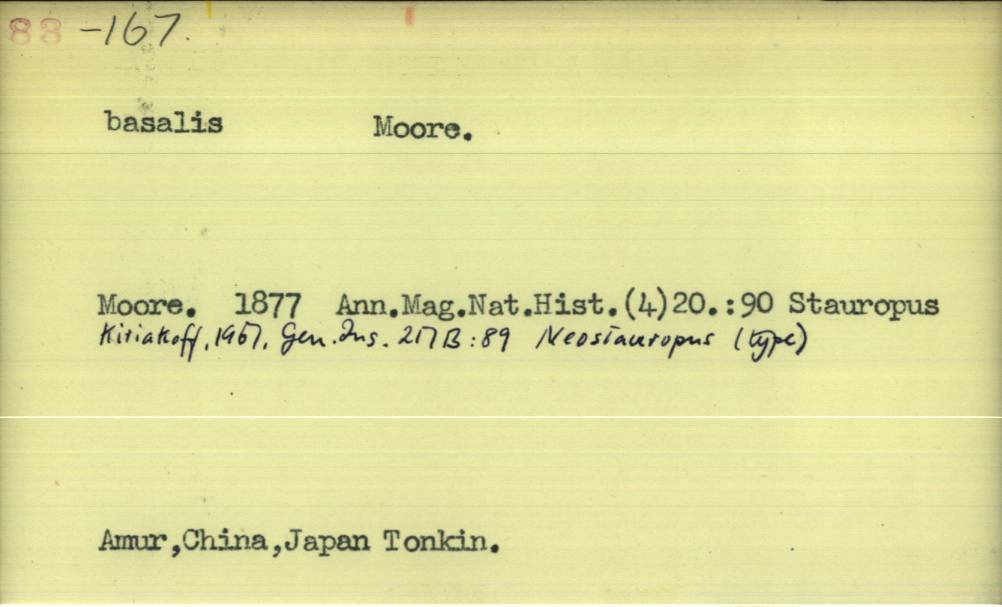 88 -167.
basalis Moore.
Moore. 1877 Ann.Mag.Nat.Hist.(4)20.:90 Stauropus
Kiriakoff, 1967, Gen. Ins. 217B:89 Neostauropus (type)
Amur,China,Japan Tonkin.